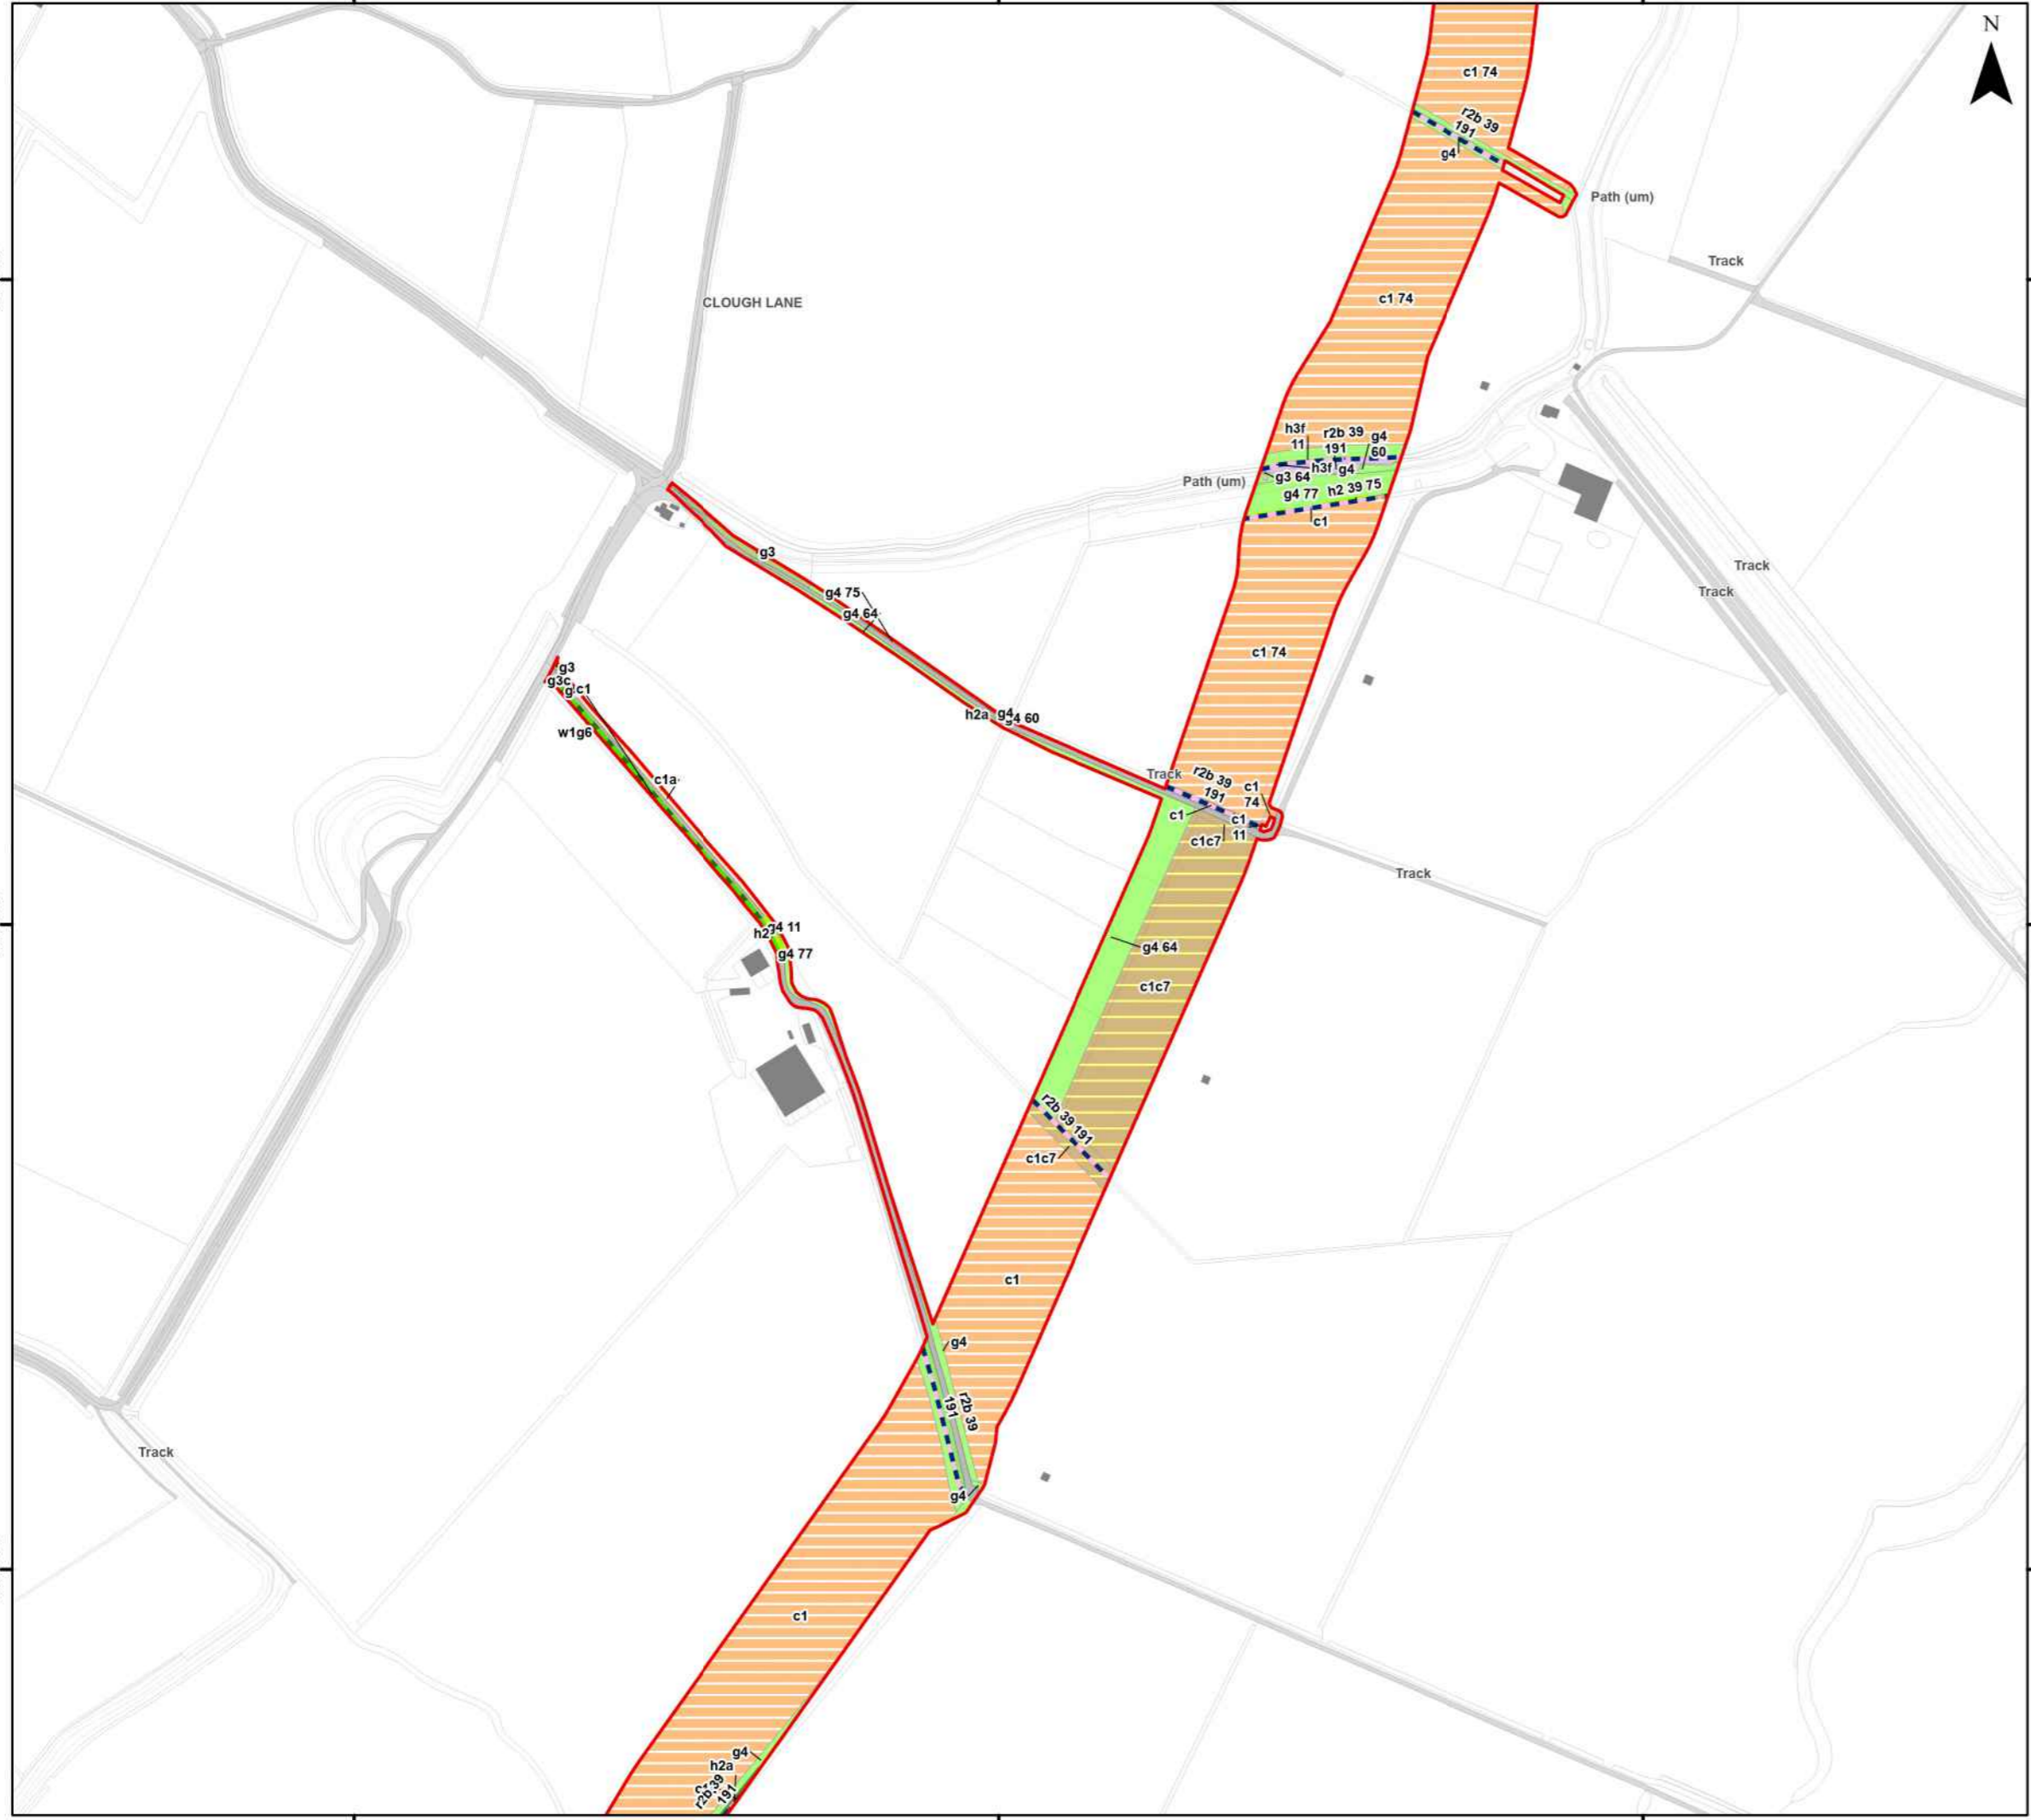 N
c1 74
r2b 39
191
g4
Path (um)
Track
c1 74
CLOUGH LANE
h3f
11
r2b 39
191
g4
60
h3f
g4
g3 64
Path (um)
g4 77
h2 39 75
c1
g3
Track
Track
g4 75
g4 64
c1 74
g3
g3c
c1
h2a
g4
g4 60
w1g6
Track
r2b 39
191
c1a
c1
74
c1
c1
11
c1c7
Track
g4 11
h2
g4 77
g4 64
c1c7
r2b 39 191
c1c7
c1
g4
r2b 39
191
Track
g4
c1
g4
h2a
r2b 39
191